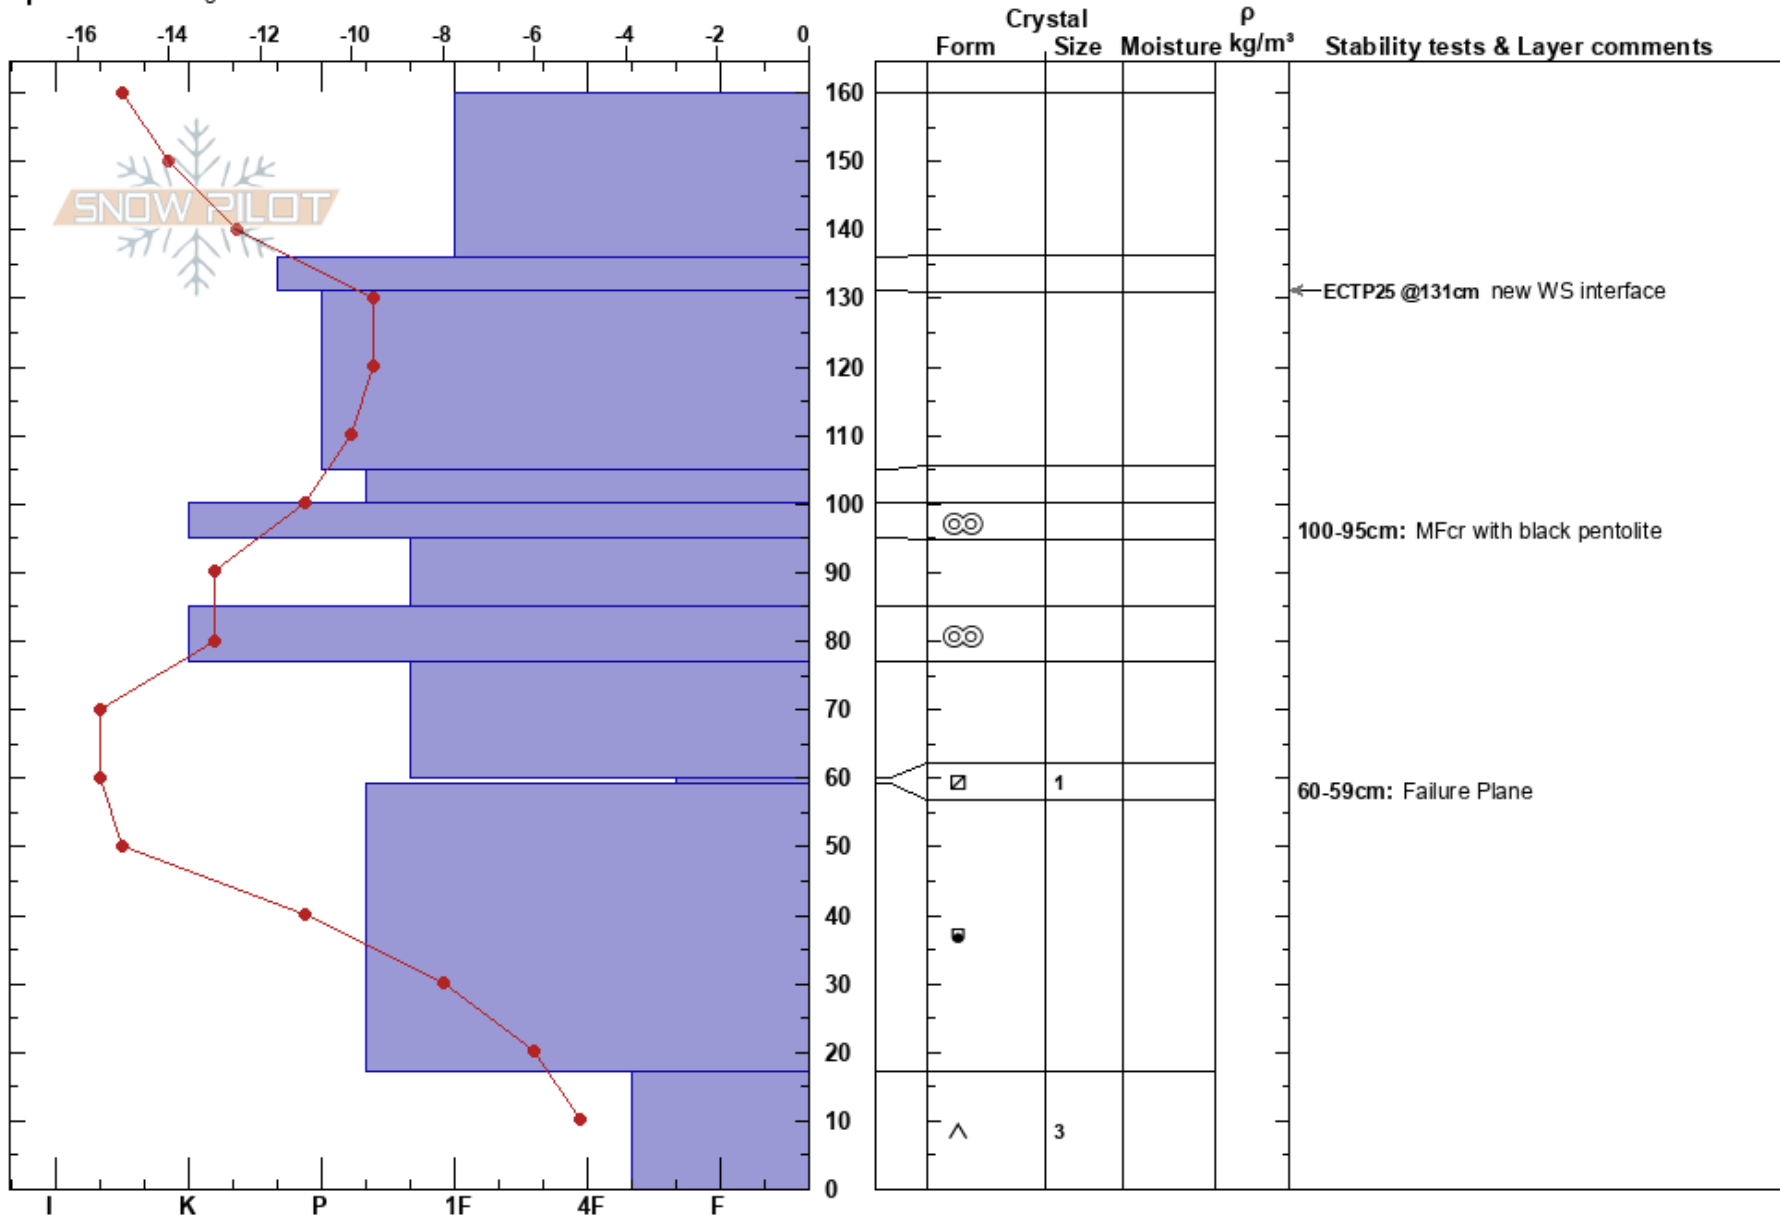 Crystal ρ
-16 -14 -12 -10 -8 -6 -4 -2 0 Form Size Moisture kg/m³ Stability tests & Layer comments
160
150
SNOW PILOT
140
130 ECTP25 @131cm new WS interface
120
110
100
100-95cm: MFcr with black pentolite
90
80
70
60 1 60-59cm: Failure Plane
50
40
30
20
10 3
0
I K P 1F 4F F